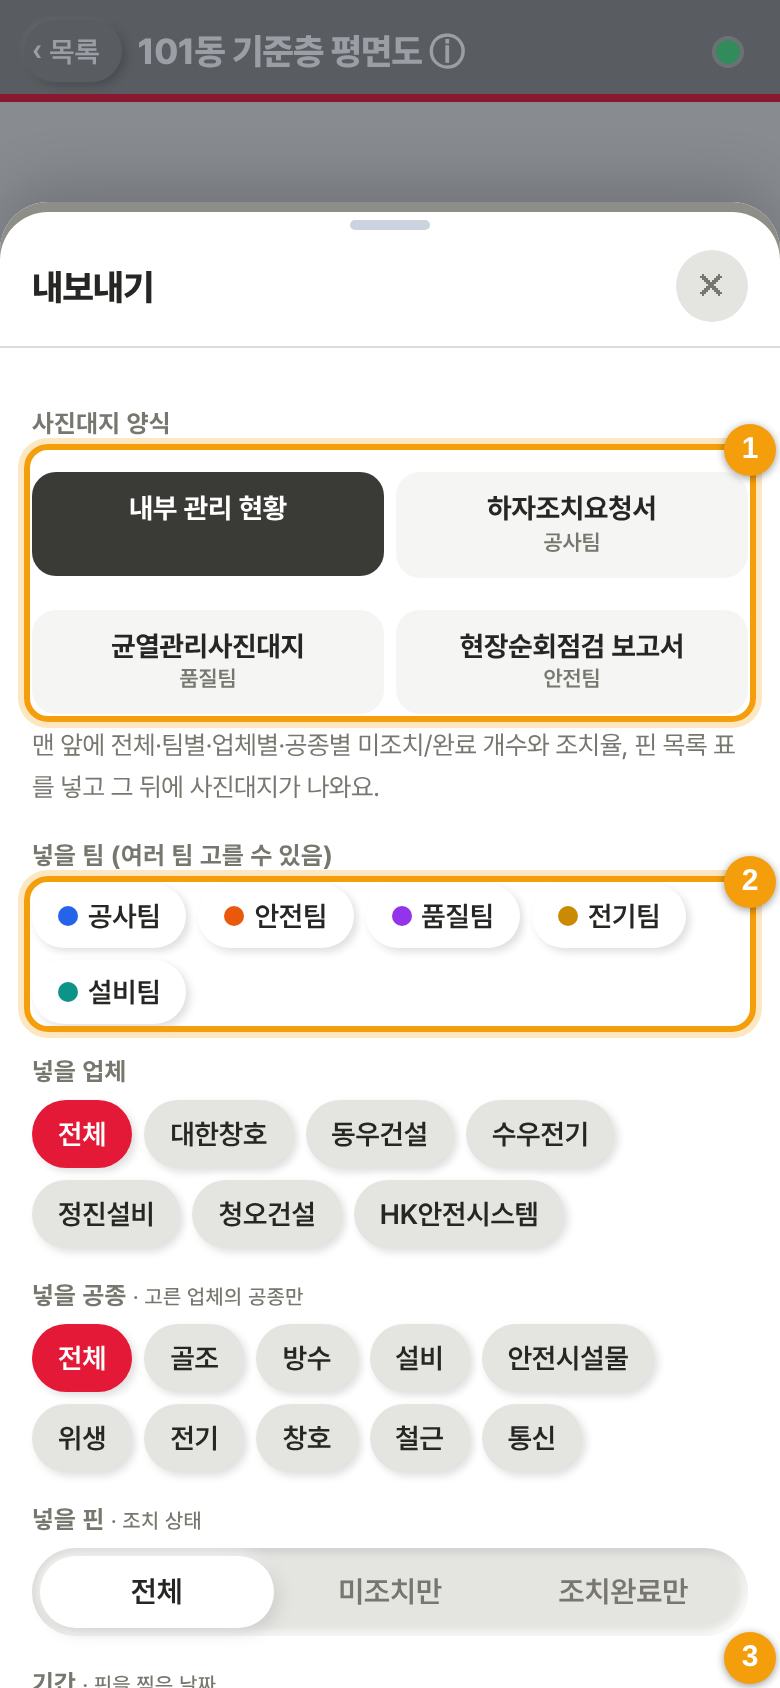 ‹ 목록 101동 기준층 평면도 ⓘ
내보내기
사진대지 양식
1
내부 관리 현황
하자조치요청서
공사팀
균열관리사진대지
품질팀
현장순회점검 보고서
안전팀
맨 앞에 전체·팀별·업체별·공종별 미조치/완료 개수와 조치율, 핀 목록 표
를 넣고 그 뒤에 사진대지가 나와요.
넣을 팀 (여러 팀 고를 수 있음)
2
공사팀 안전팀 품질팀 전기팀
설비팀
넣을 업체
전체 대한창호 동우건설 수우전기
정진설비 청오건설 HK안전시스템
넣을 공종 · 고른 업체의 공종만
전체 골조 방수 설비 안전시설물
위생 전기 창호 철근 통신
넣을 핀 · 조치 상태
전체 미조치만 조치완료만
3
기간 · 핀을 찍은 날짜